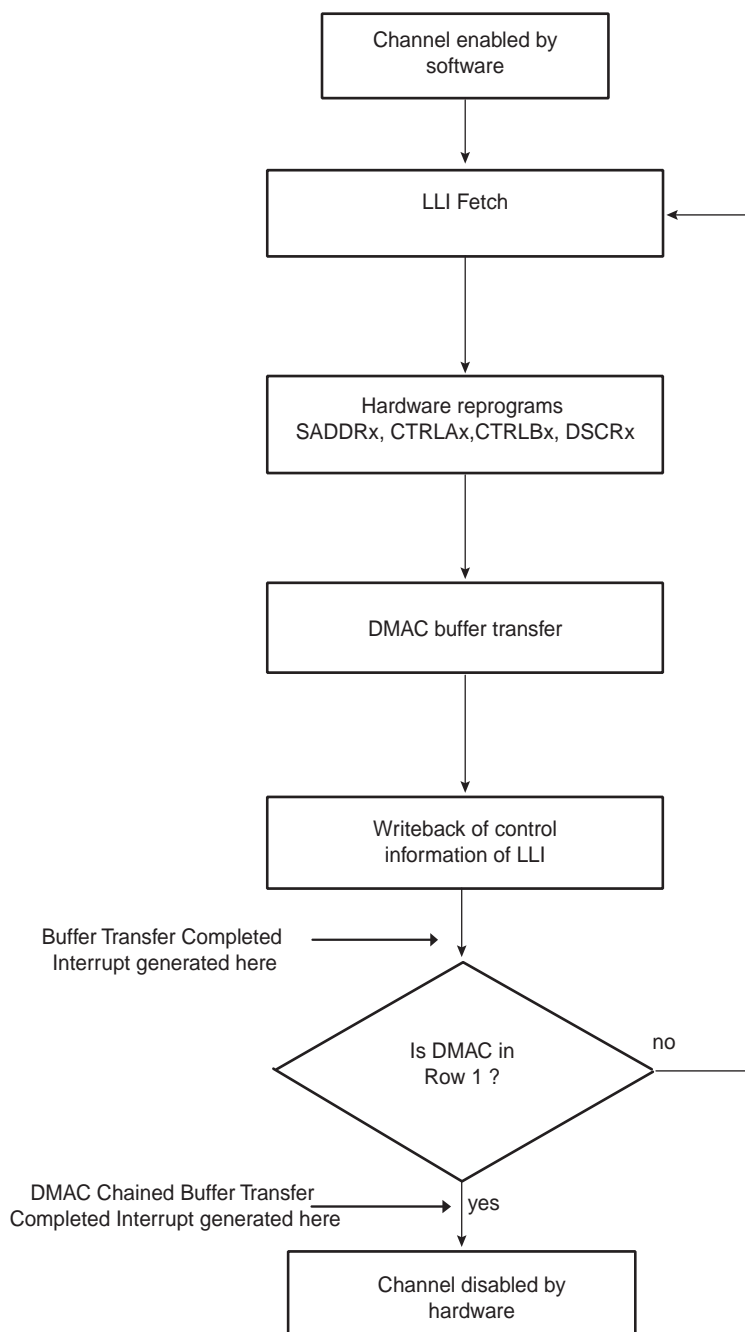 Channel enabled by
software
LLI Fetch
Hardware reprograms
SADDRx, CTRLAx,CTRLBx, DSCRx
DMAC buffer transfer
Writeback of control
information of LLI
Buffer Transfer Completed
Interrupt generated here
Is DMAC in
Row 1 ?
no
DMAC Chained Buffer Transfer
Completed Interrupt generated here
yes
Channel disabled by
hardware